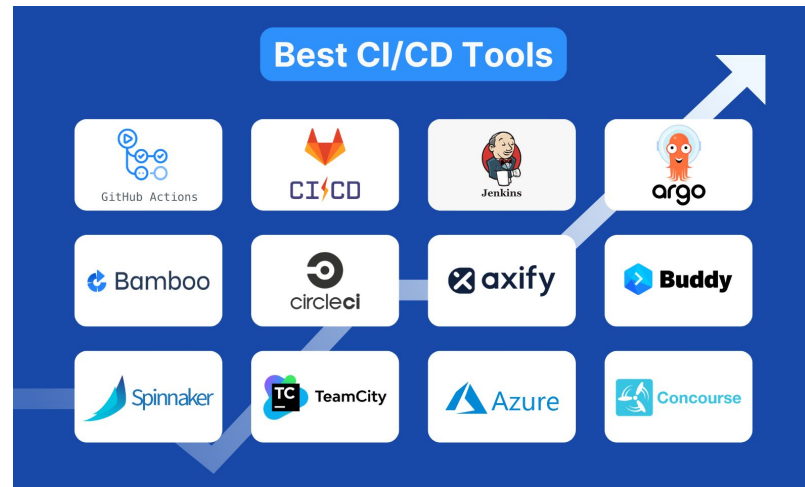 Best CI/CD Tools
GitHub Actions
CI/CD
Jenkins
argo
Bamboo
circleci
axify
Buddy
Spinnaker
TC
TeamCity
Azure
Concourse